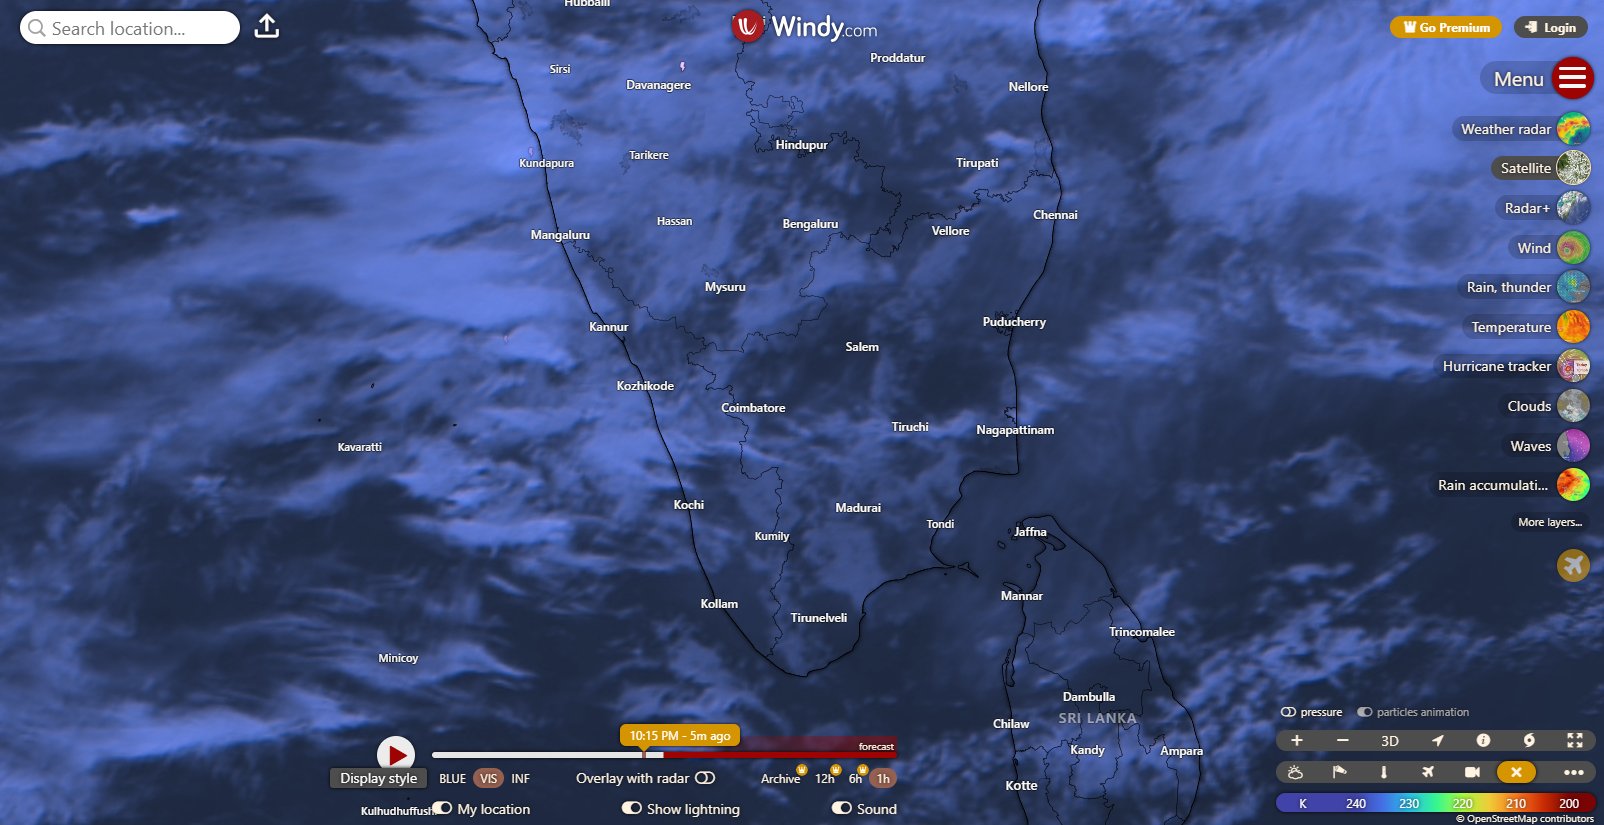 Search location...
Windy.com
Go Premium
Login
Menu
Weather radar
Satellite
Radar+
Wind
Rain, thunder
Temperature
Hurricane tracker
Clouds
Waves
Rain accumulati...
More layers...
Hubballi
Sirsi
Davanagere
Proddatur
Nellore
Kundapura
Tarikere
Hindupur
Tirupati
Mangaluru
Hassan
Bengaluru
Vellore
Chennai
Mysuru
Kannur
Puducherry
Salem
Kozhikode
Coimbatore
Tiruchi
Nagapattinam
Kavaratti
Kochi
Madurai
Kumily
Tondi
Jaffna
Mannar
Kollam
Tirunelveli
Trincomalee
Minicoy
Dambulla
SRI LANKA
Chilaw
Kandy
Ampara
Kotte
10:15 PM - 5m ago
forecast
Display style
BLUE VIS INF
Overlay with radar
Archive 12h 6h 1h
Kulhudhuffush
My location
Show lightning
Sound
pressure
particles animation
+ − 3D
K 240 230 220 210 200
© OpenStreetMap contributors